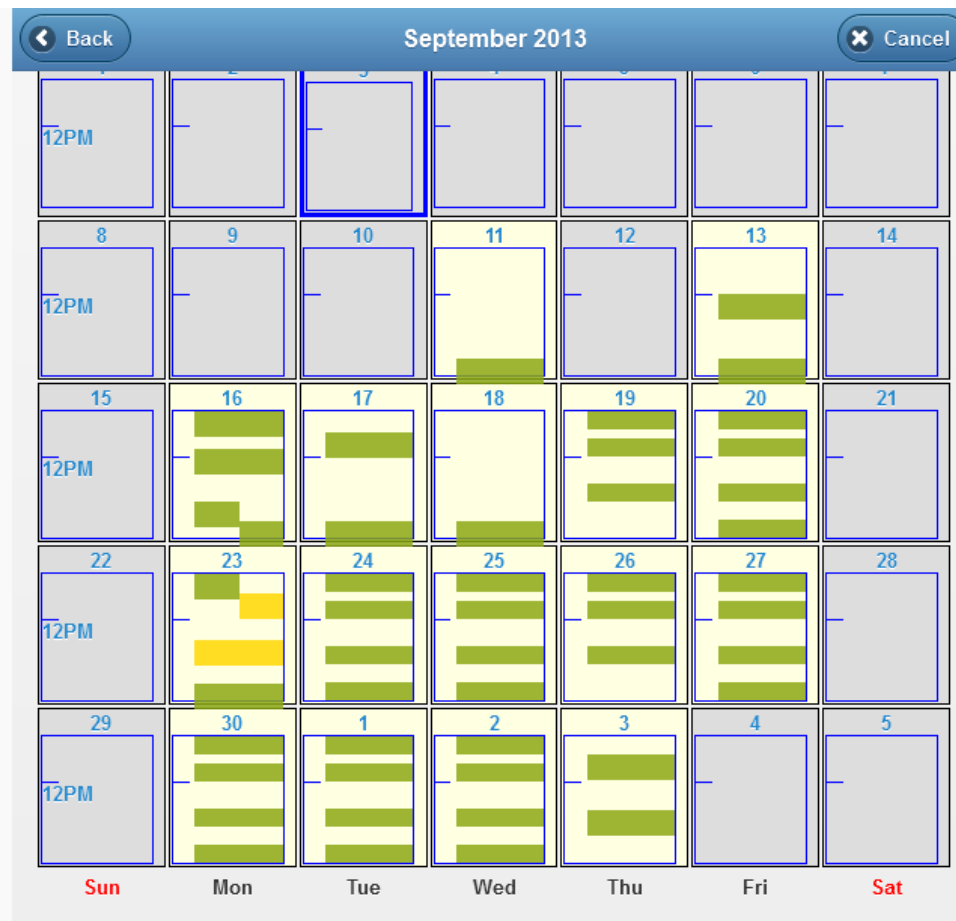 Back September 2013 Cancel
12PM
8 9 10 11 12 13 14
12PM
15 16 17 18 19 20 21
12PM
22 23 24 25 26 27 28
12PM
29 30 1 2 3 4 5
12PM
Sun Mon Tue Wed Thu Fri Sat